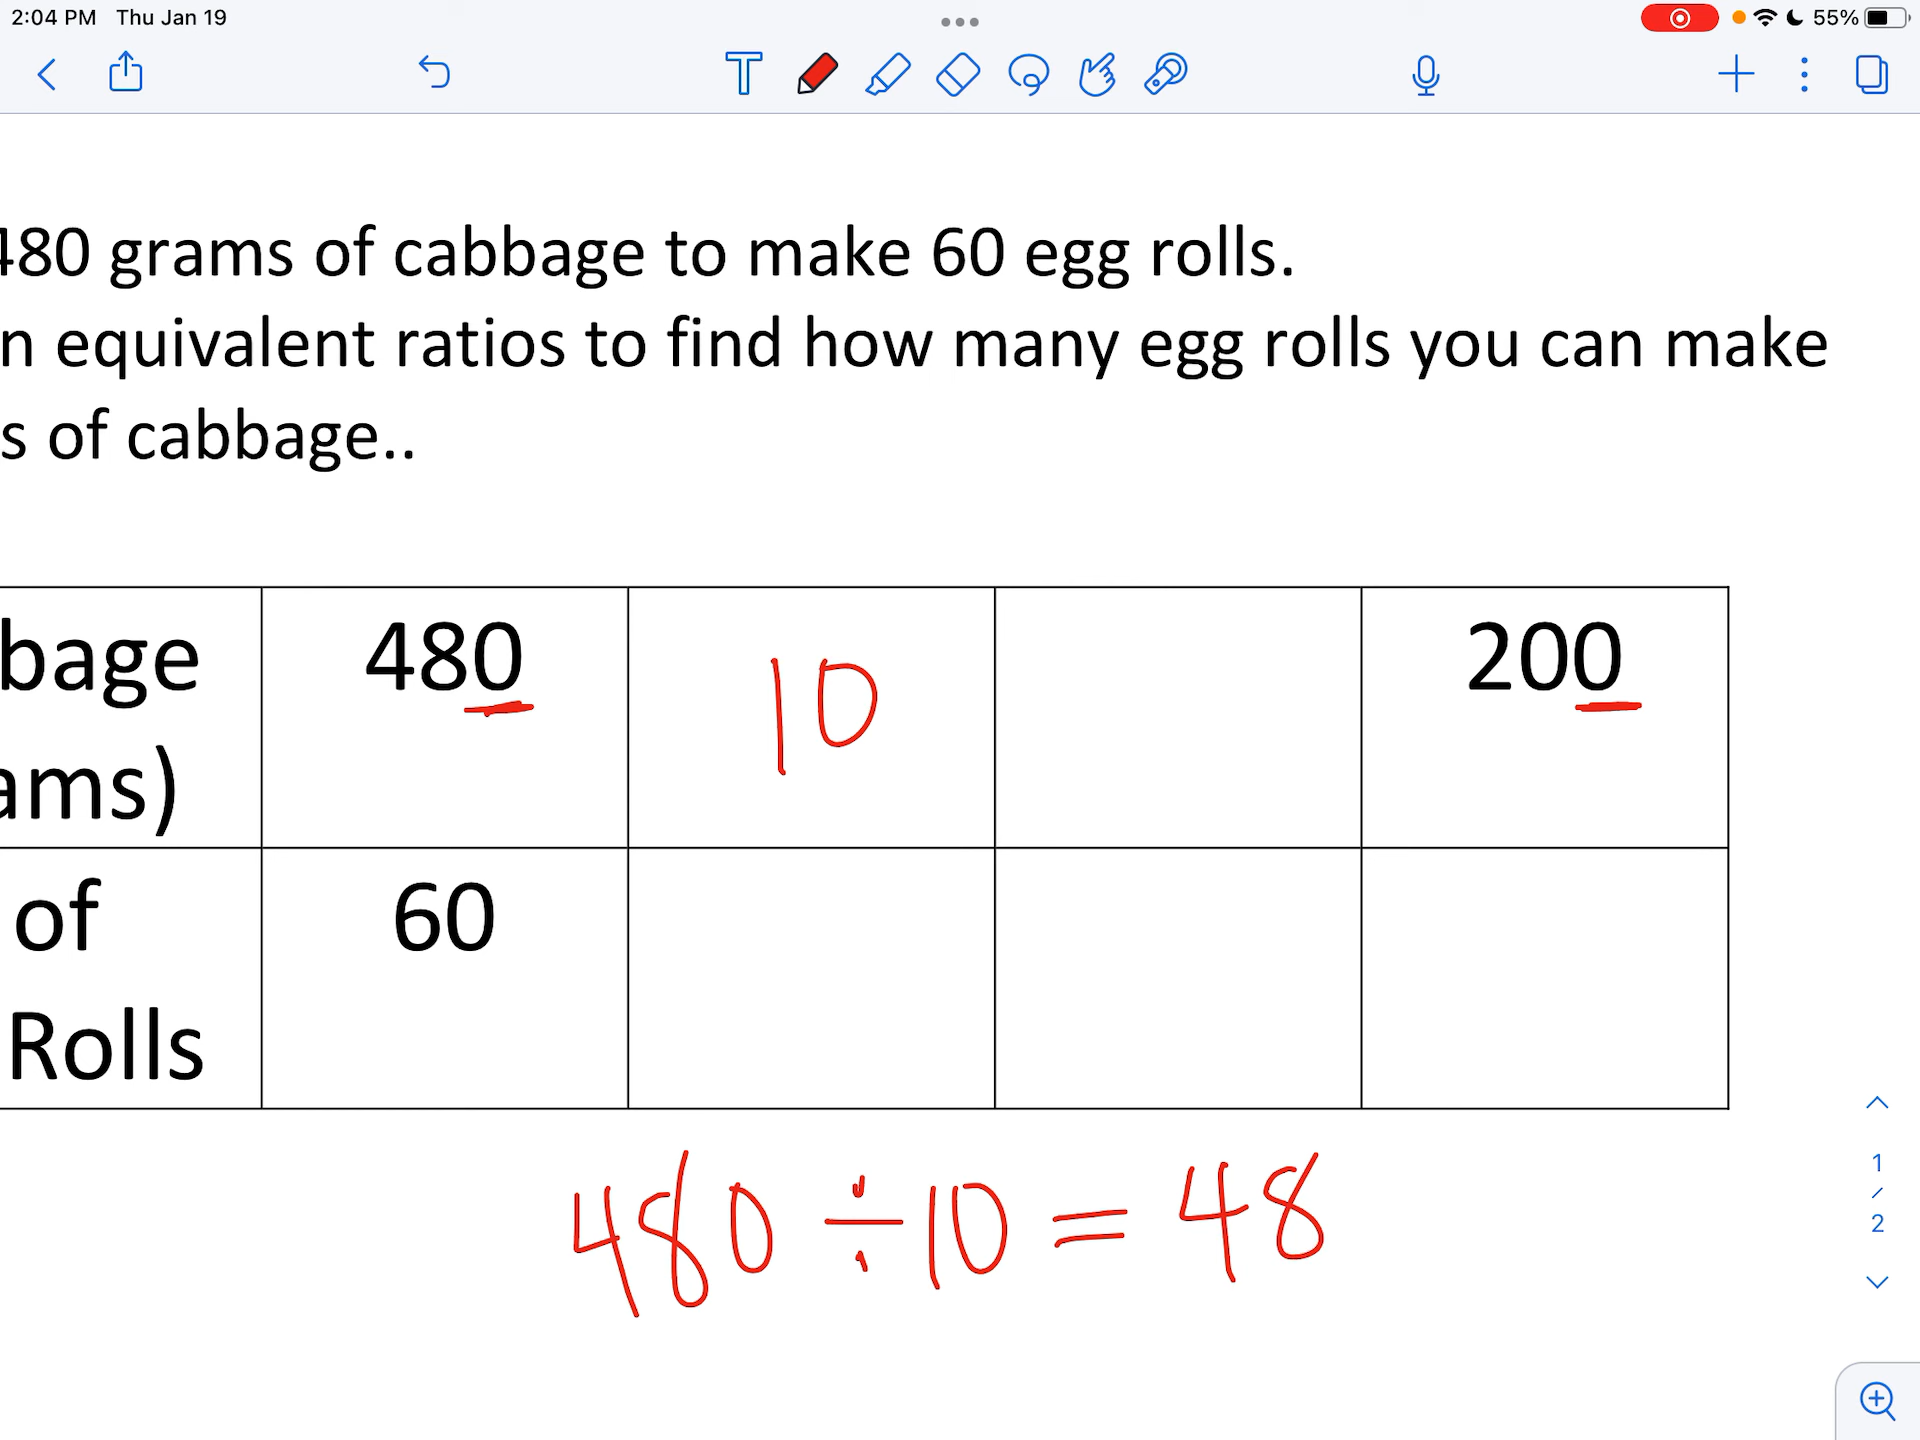 2:04 PM Thu Jan 19
55%
T
480 grams of cabbage to make 60 egg rolls.
n equivalent ratios to find how many egg rolls you can make
s of cabbage..
bage 480 10 200
ams)
of 60
Rolls
480 ÷ 10 = 48
1
/
2